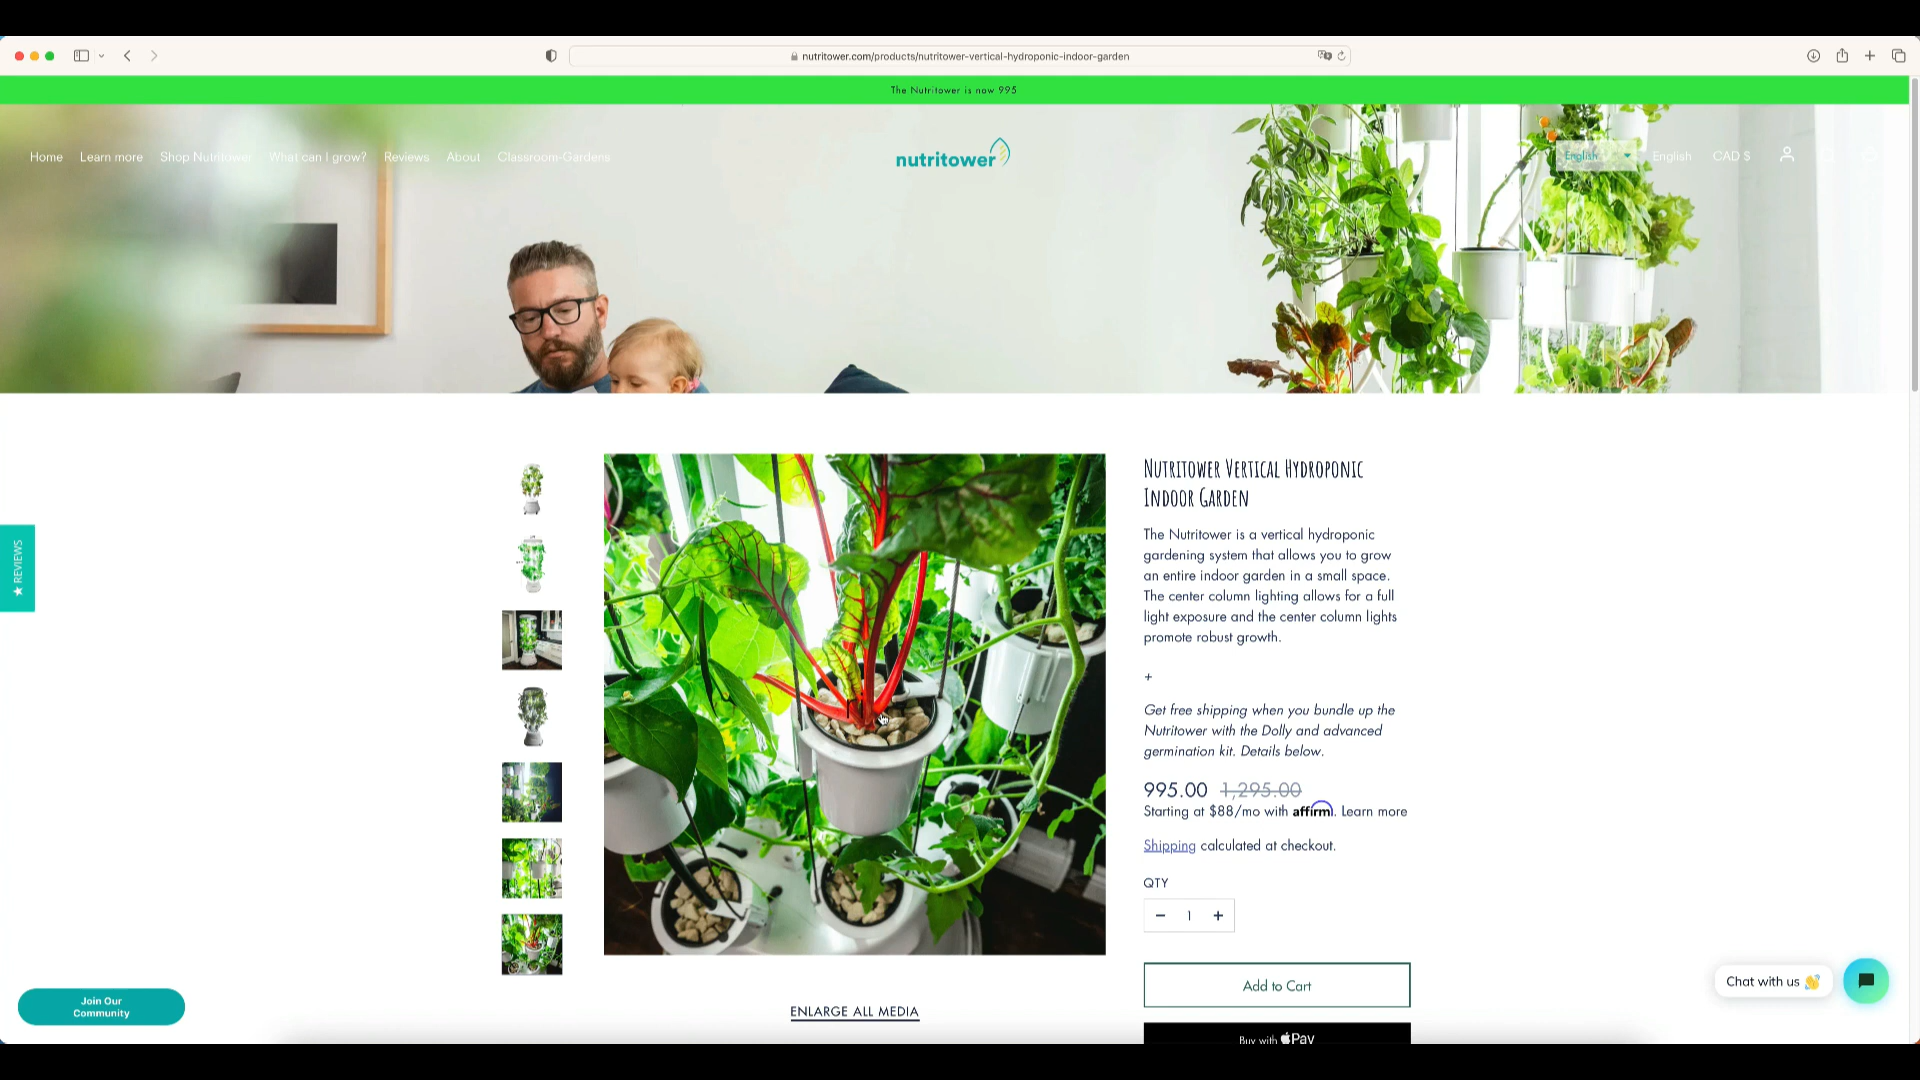 nutritower.com/products/nutritower-vertical-hydroponic-indoor-garden
The Nutritower is now 995
Home Learn more Shop Nutritower What can I grow? Reviews About Classroom-Gardens
nutritower
English English CAD $
NUTRITOWER VERTICAL HYDROPONIC
INDOOR GARDEN
The Nutritower is a vertical hydroponic
gardening system that allows you to grow
an entire indoor garden in a small space.
The center column lighting allows for a full
light exposure and the center column lights
promote robust growth.
+
Get free shipping when you bundle up the
Nutritower with the Dolly and advanced
germination kit. Details below.
995.00 1,295.00
Starting at $88/mo with affirm. Learn more
Shipping calculated at checkout.
QTY
− 1 +
Add to Cart
Buy with Pay
ENLARGE ALL MEDIA
★ REVIEWS
Join Our
Community
Chat with us 👋